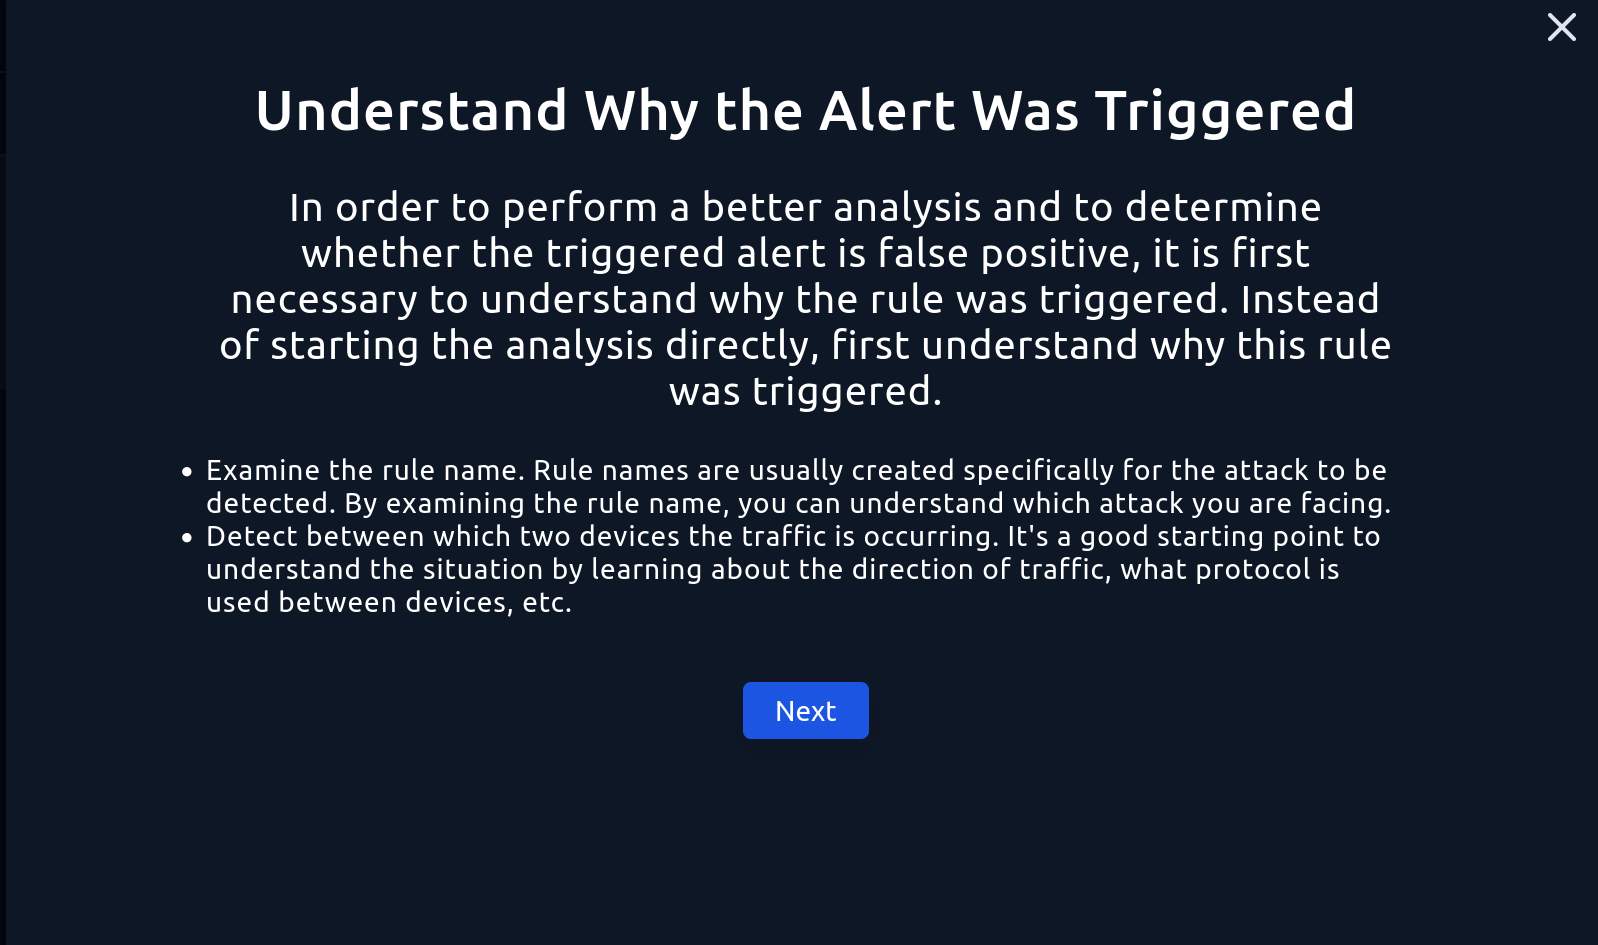 Understand Why the Alert Was Triggered
In order to perform a better analysis and to determine
whether the triggered alert is false positive, it is first
necessary to understand why the rule was triggered. Instead
of starting the analysis directly, first understand why this rule
was triggered.
• Examine the rule name. Rule names are usually created specifically for the attack to be
detected. By examining the rule name, you can understand which attack you are facing.
• Detect between which two devices the traffic is occurring. It's a good starting point to
understand the situation by learning about the direction of traffic, what protocol is
used between devices, etc.
Next